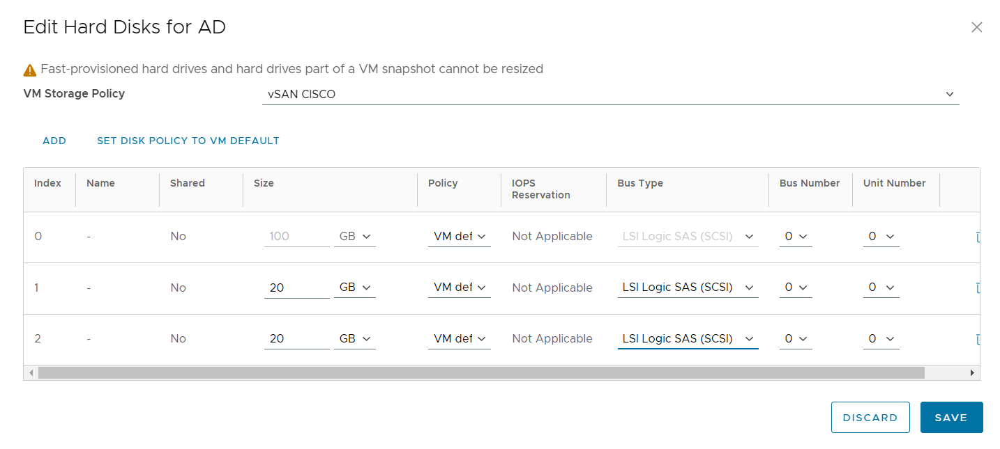 Edit Hard Disks for AD
Fast-provisioned hard drives and hard drives part of a VM snapshot cannot be resized
VM Storage Policy vSAN CISCO
ADD SET DISK POLICY TO VM DEFAULT
Index Name Shared Size Policy IOPS Reservation Bus Type Bus Number Unit Number
0 - No 100 GB VM def Not Applicable LSI Logic SAS (SCSI) 0 0
1 - No 20 GB VM def Not Applicable LSI Logic SAS (SCSI) 0 0
2 - No 20 GB VM def Not Applicable LSI Logic SAS (SCSI) 0 0
DISCARD SAVE